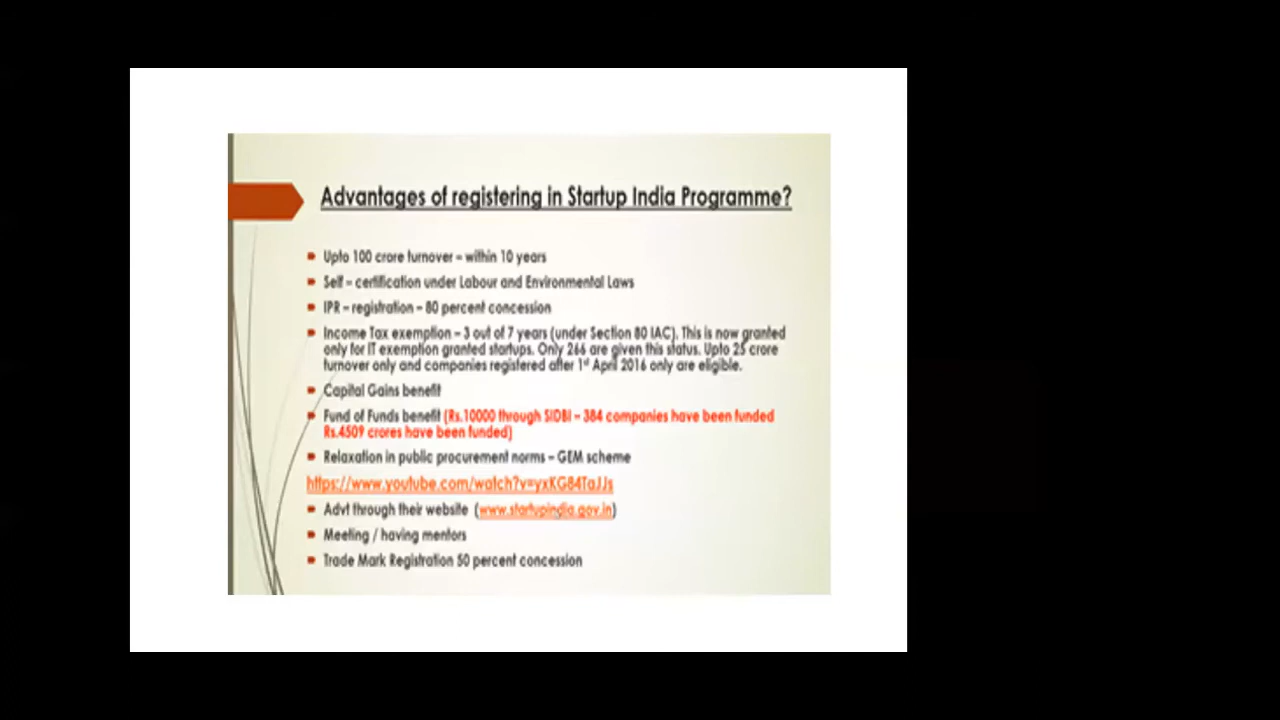 Advantages of registering in Startup India Programme?
Upto 100 crore turnover – within 10 years
Self – certification under Labour and Environmental Laws
IPR – registration – 80 percent concession
Income Tax exemption – 3 out of 7 years (under Section 80 IAC). This is now granted
only for IT exemption granted startups. Only 266 are given this status. Upto 25 crore
turnover only and companies registered after 1st April 2016 only are eligible.
Capital Gains benefit
Fund of Funds benefit (Rs.10000 through SIDBI – 384 companies have been funded
Rs.4509 crores have been funded)
Relaxation in public procurement norms – GEM scheme
https://www.youtube.com/watch?v=yxKG84TaJJs
Advt through their website (www.startupindia.gov.in)
Meeting / having mentors
Trade Mark Registration 50 percent concession